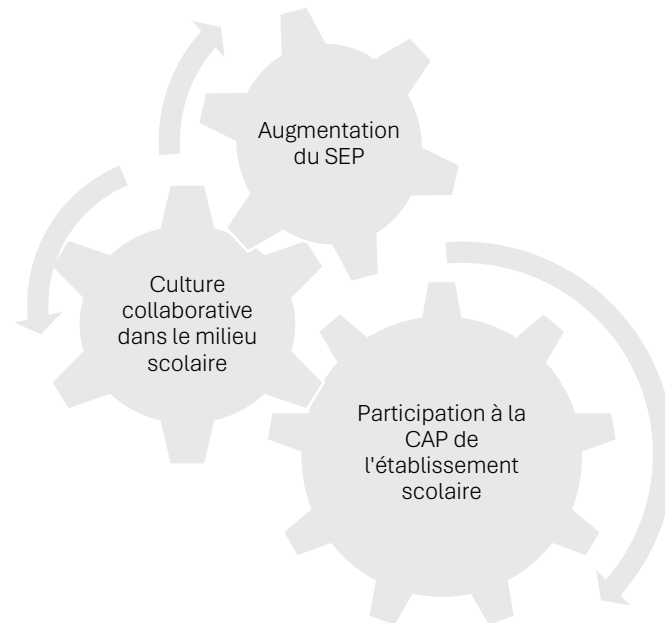 Augmentation
du SEP
Culture
collaborative
dans le milieu
scolaire
Participation à la
CAP de
l'établissement
scolaire